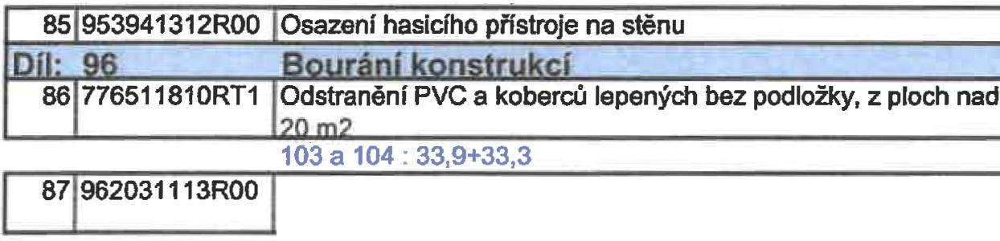 85 953941312R00 Osazení hasicího přístroje na stěnu
Díl: 96 Bourání konstrukcí
86 776511810RT1 Odstranění PVC a koberců lepených bez podložky, z ploch nad
20 m2
103 a 104 : 33,9+33,3
87 962031113R00